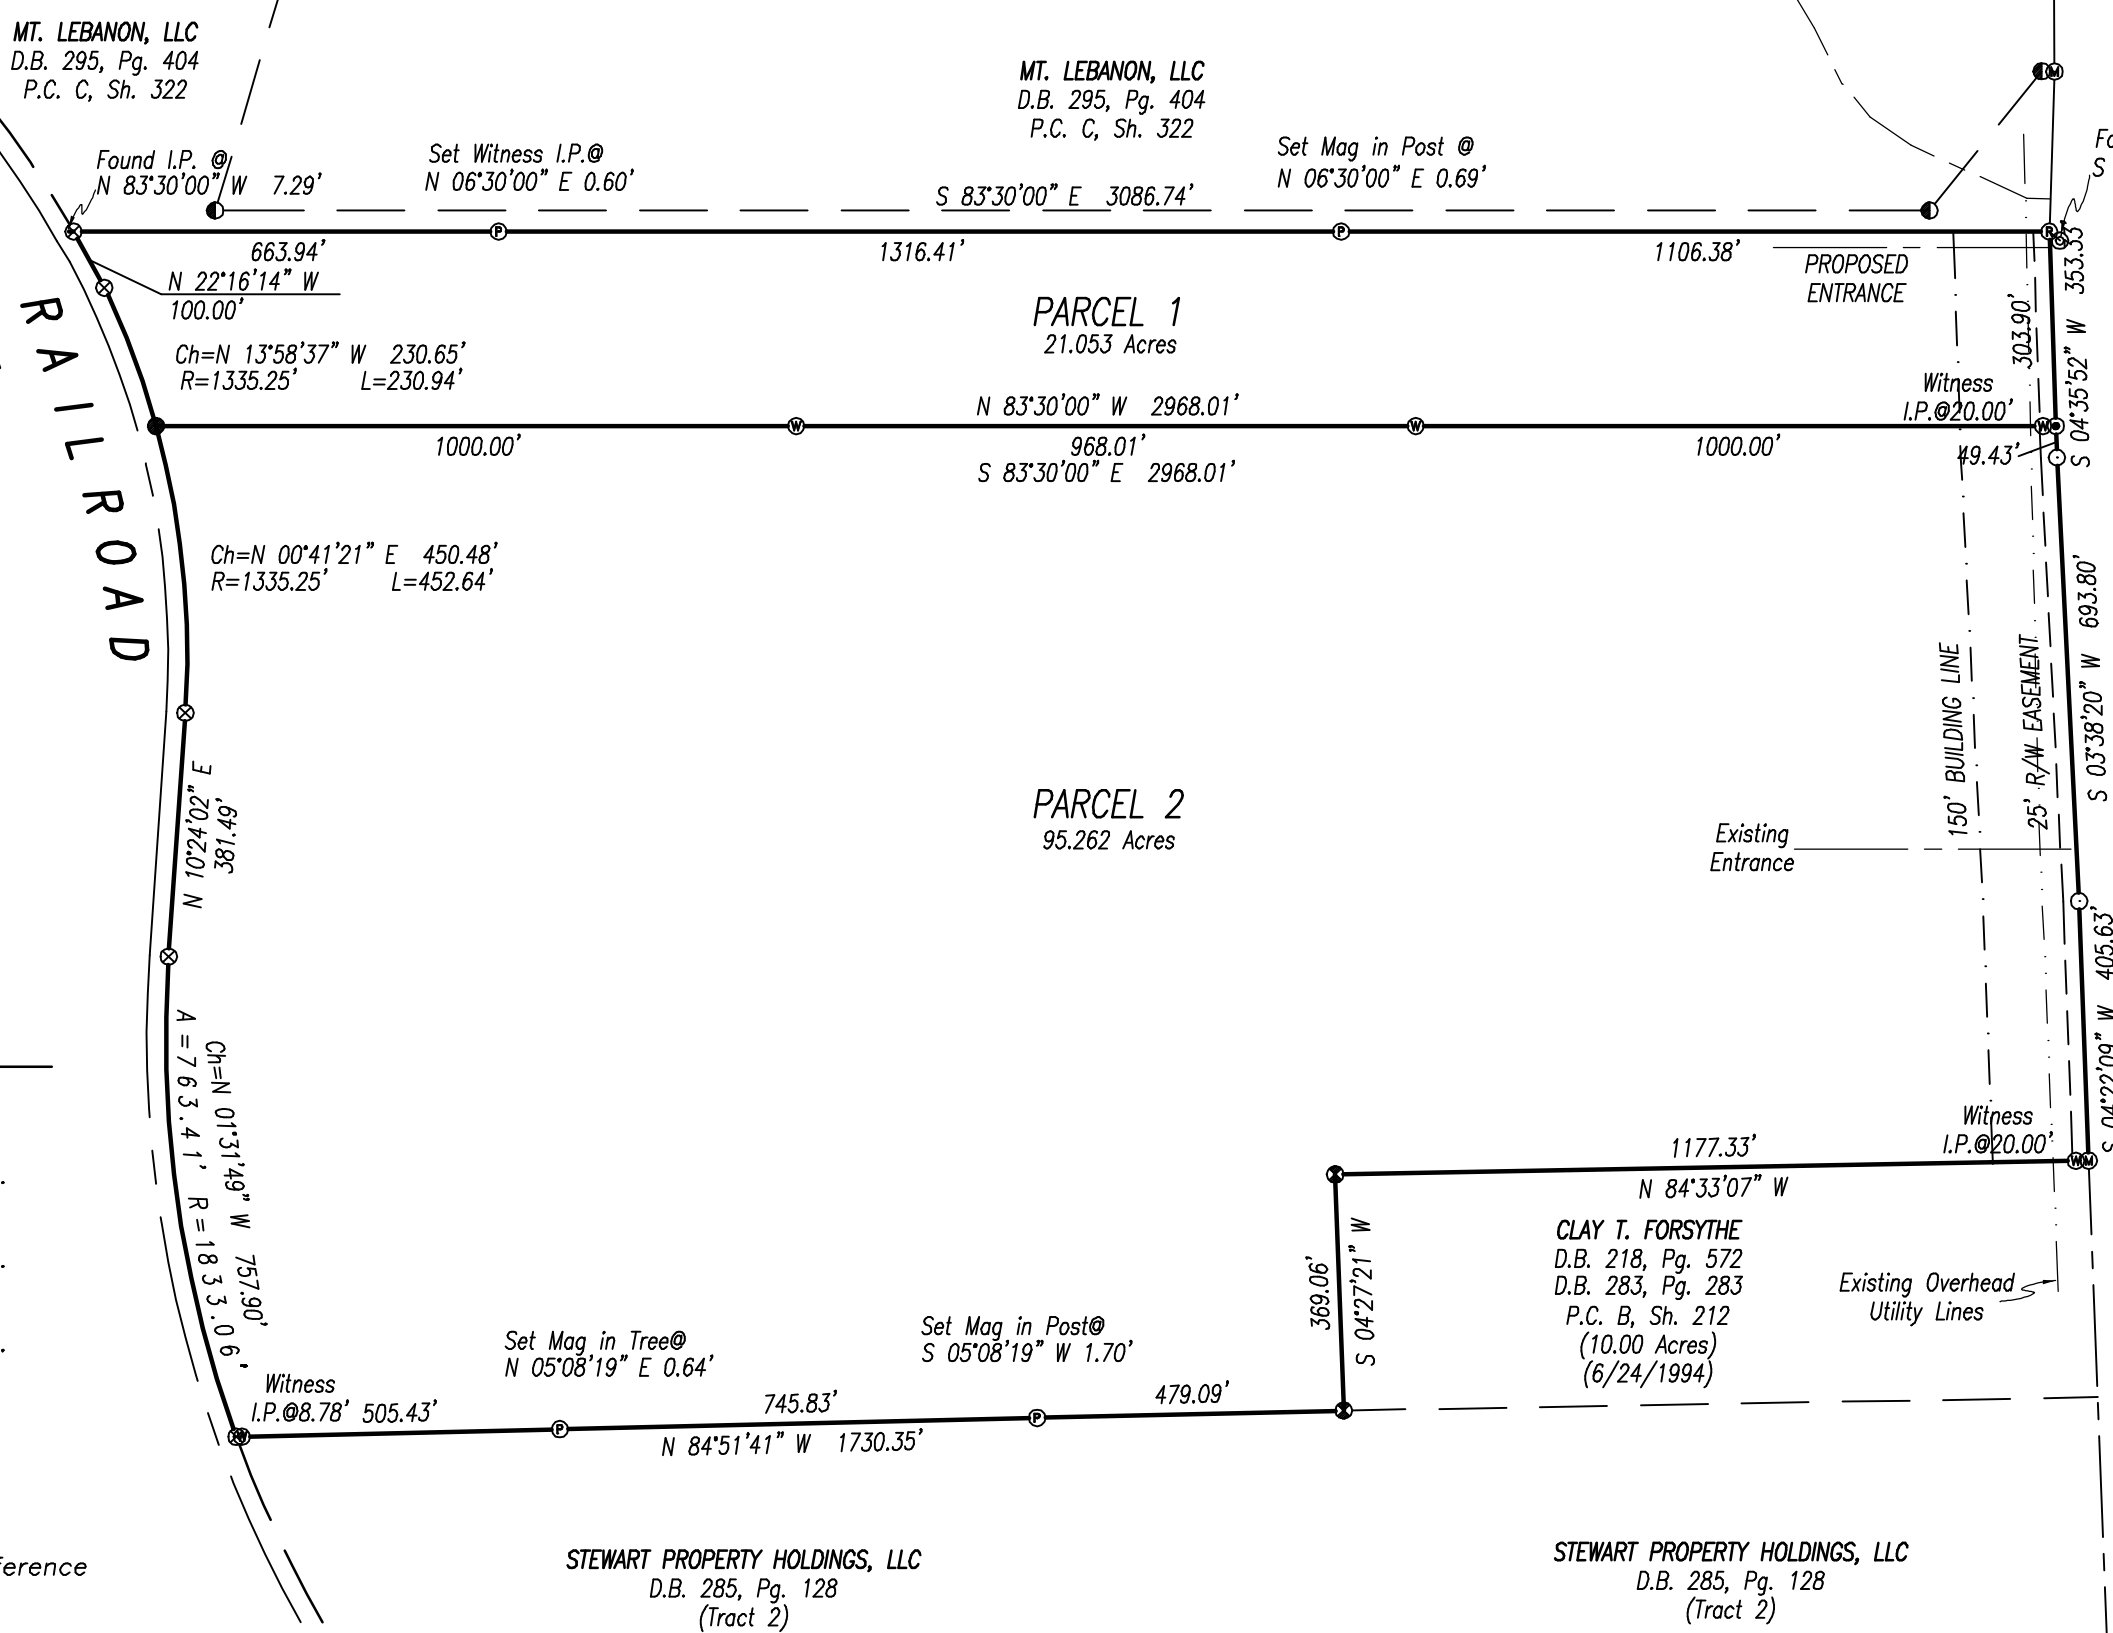 MT. LEBANON, LLC
D.B. 295, Pg. 404
P.C. C, Sh. 322
MT. LEBANON, LLC
D.B. 295, Pg. 404
P.C. C, Sh. 322
Found I.P. @
N 83°30'00" W 7.29'
Set Witness I.P.@
N 06°30'00" E 0.60'
S 83°30'00" E 3086.74'
Set Mag in Post @
N 06°30'00" E 0.69'
S
M
P
P
R
663.94'
1316.41'
1106.38'
N 22°16'14" W
100.00'
PROPOSED
ENTRANCE
353.33'
S 04°35'52" W
303.90'
PARCEL 1
21.053 Acres
Ch=N 13°58'37" W 230.65'
R=1335.25' L=230.94'
RAILROAD
N 83°30'00" W 2968.01'
Witness
I.P.@20.00'
W
W
W
1000.00'
968.01'
1000.00'
S 83°30'00" E 2968.01'
49.43'
Ch=N 00°41'21" E 450.48'
R=1335.25' L=452.64'
S 03°38'20" W 693.80'
150' BUILDING LINE
25' R/W EASEMENT
N 10°24'02" E
381.49'
PARCEL 2
95.262 Acres
Existing
Entrance
S 04°22'09" W 405.63'
A=763.41' R=1833.06'
Ch=N 01°31'49" W 757.90'
Witness
I.P.@20.00'
W
M
1177.33'
N 84°33'07" W
CLAY T. FORSYTHE
D.B. 218, Pg. 572
D.B. 283, Pg. 283
P.C. B, Sh. 212
(10.00 Acres)
(6/24/1994)
369.06'
S 04°27'21" W
Existing Overhead
Utility Lines
Set Mag in Tree@
N 05°08'19" E 0.64'
Set Mag in Post@
S 05°08'19" W 1.70'
Witness
I.P.@8.78'
505.43'
745.83'
479.09'
W
P
P
N 84°51'41" W 1730.35'
STEWART PROPERTY HOLDINGS, LLC
D.B. 285, Pg. 128
(Tract 2)
STEWART PROPERTY HOLDINGS, LLC
D.B. 285, Pg. 128
(Tract 2)
erence